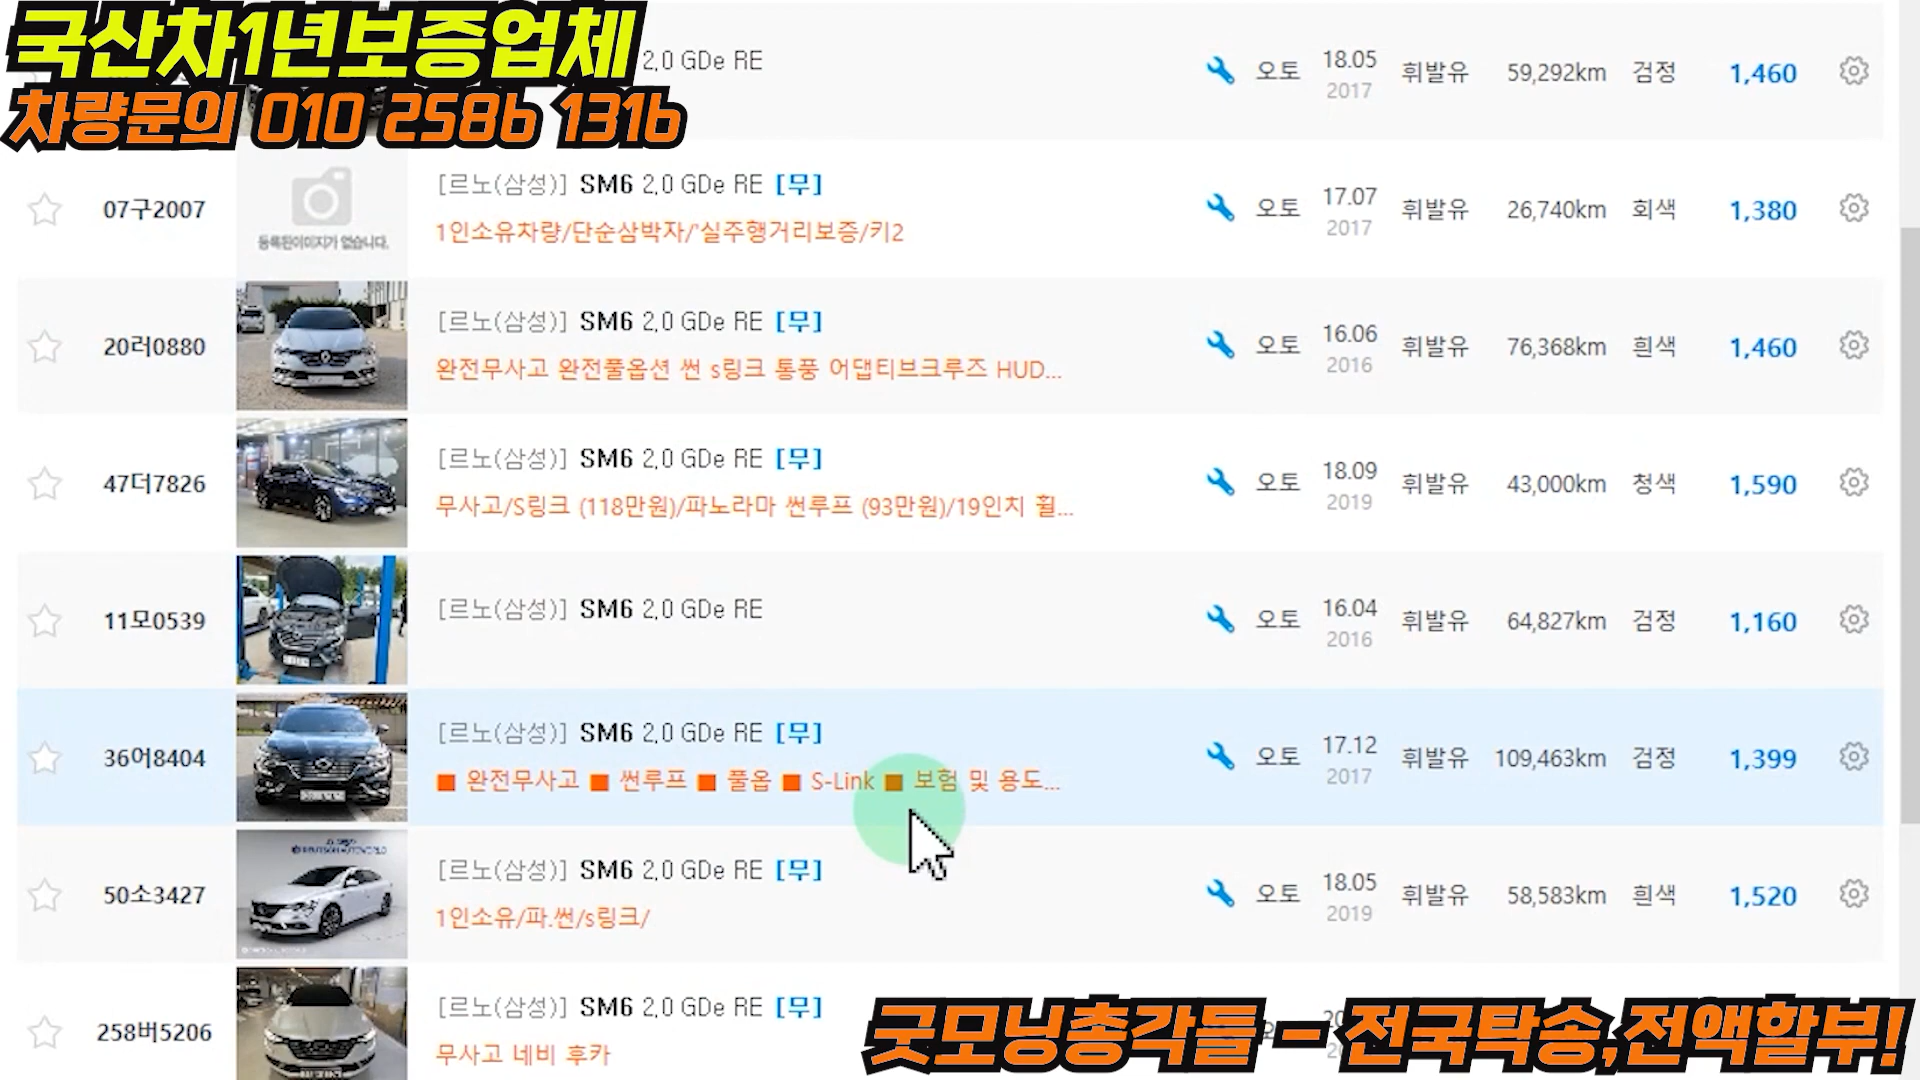 국산차1년보증업체
차량문의 010 2586 1316
2,0 GDe RE
오토 18.05 2017 휘발유 59,292km 검정 1,460
07구2007
등록된이미지가 없습니다.
[르노(삼성)] SM6 2,0 GDe RE [무]
1인소유차량/단순삼박자/'실주행거리보증/키2
오토 17.07 2017 휘발유 26,740km 회색 1,380
20러0880
[르노(삼성)] SM6 2,0 GDe RE [무]
완전무사고 완전풀옵션 썬 s링크 통풍 어댑티브크루즈 HUD...
오토 16.06 2016 휘발유 76,368km 흰색 1,460
47더7826
[르노(삼성)] SM6 2,0 GDe RE [무]
무사고/S링크 (118만원)/파노라마 썬루프 (93만원)/19인치 휠...
오토 18.09 2019 휘발유 43,000km 청색 1,590
11모0539
[르노(삼성)] SM6 2,0 GDe RE
오토 16.04 2016 휘발유 64,827km 검정 1,160
36어8404
[르노(삼성)] SM6 2,0 GDe RE [무]
■ 완전무사고 ■ 썬루프 ■ 풀옵 ■ S-Link ■ 보험 및 용도...
오토 17.12 2017 휘발유 109,463km 검정 1,399
50소3427
[르노(삼성)] SM6 2,0 GDe RE [무]
1인소유/파.썬/s링크/
오토 18.05 2019 휘발유 58,583km 흰색 1,520
258버5206
[르노(삼성)] SM6 2,0 GDe RE [무]
무사고 네비 후카
굿모닝총각들 - 전국탁송,전액할부!